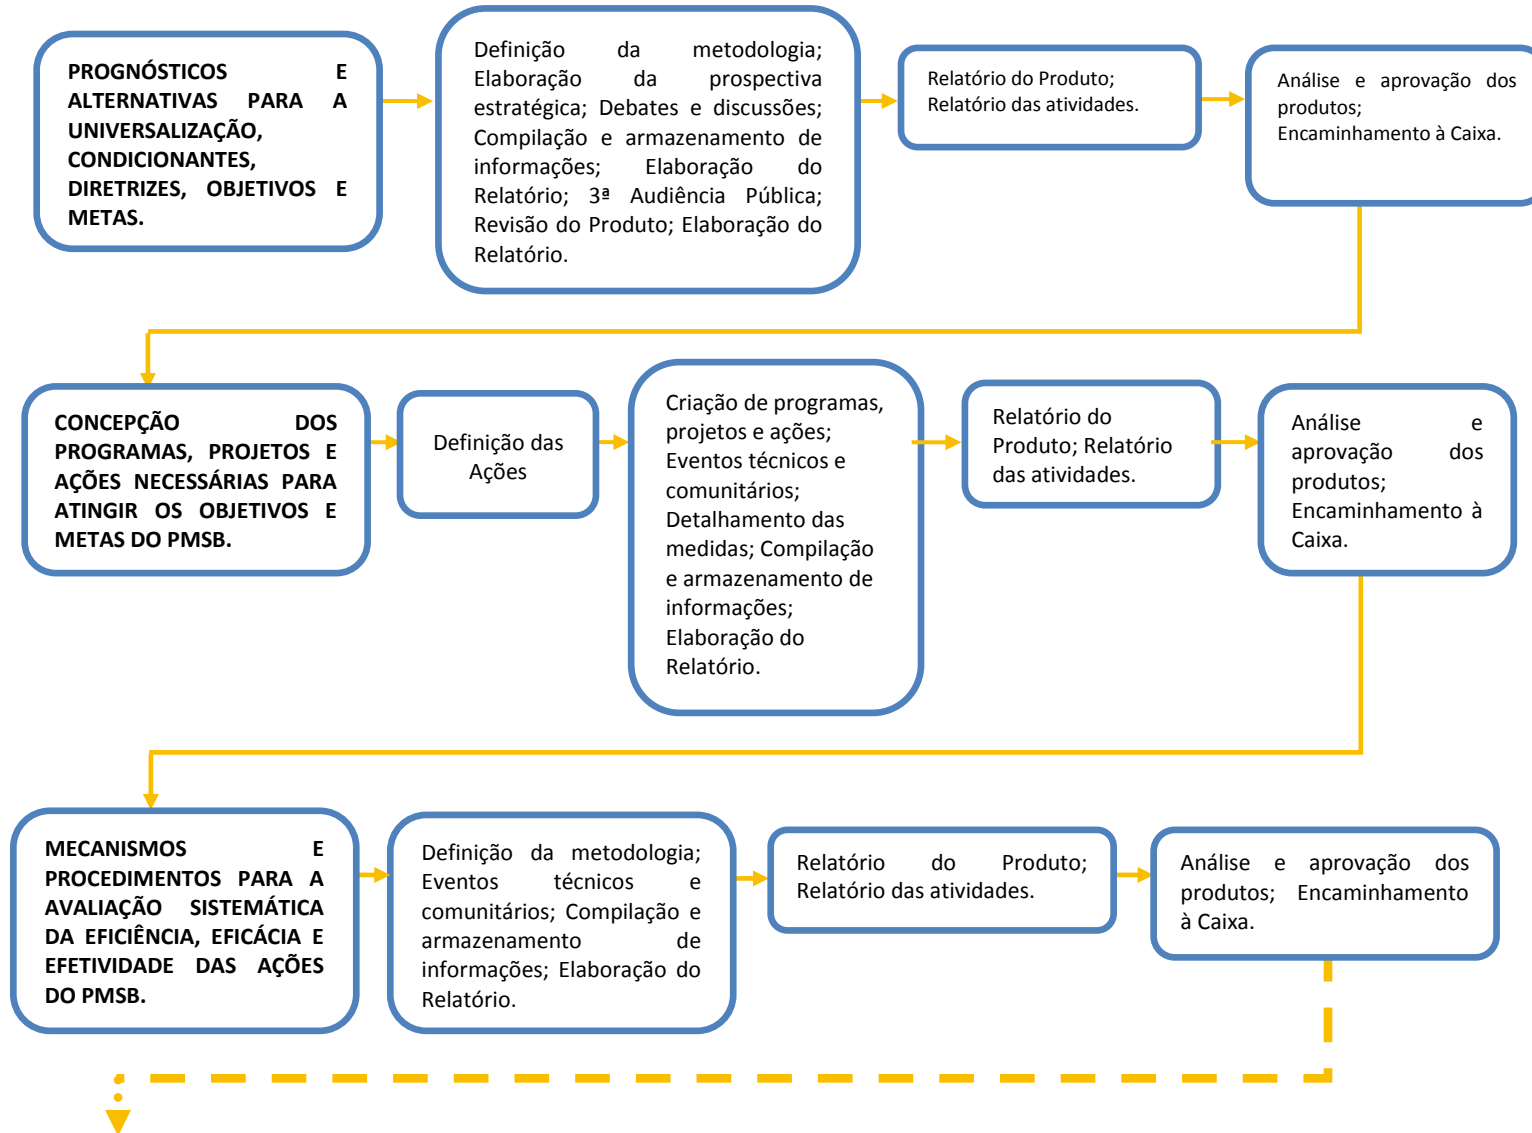 PROGNÓSTICOS E
ALTERNATIVAS PARA A
UNIVERSALIZAÇÃO,
CONDICIONANTES,
DIRETRIZES, OBJETIVOS E
METAS.
Definição da metodologia;
Elaboração da prospectiva
estratégica; Debates e discussões;
Compilação e armazenamento de
informações; Elaboração do
Relatório; 3ª Audiência Pública;
Revisão do Produto; Elaboração do
Relatório.
Relatório do Produto;
Relatório das atividades.
Análise e aprovação dos
produtos;
Encaminhamento à Caixa.
CONCEPÇÃO DOS
PROGRAMAS, PROJETOS E
AÇÕES NECESSÁRIAS PARA
ATINGIR OS OBJETIVOS E
METAS DO PMSB.
Definição das
Ações
Criação de programas,
projetos e ações;
Eventos técnicos e
comunitários;
Detalhamento das
medidas; Compilação
e armazenamento de
informações;
Elaboração do
Relatório.
Relatório do
Produto; Relatório
das atividades.
Análise e
aprovação dos
produtos;
Encaminhamento à
Caixa.
MECANISMOS E
PROCEDIMENTOS PARA A
AVALIAÇÃO SISTEMÁTICA
DA EFICIÊNCIA, EFICÁCIA E
EFETIVIDADE DAS AÇÕES
DO PMSB.
Definição da metodologia;
Eventos técnicos e
comunitários; Compilação e
armazenamento de
informações; Elaboração do
Relatório.
Relatório do Produto;
Relatório das atividades.
Análise e aprovação dos
produtos; Encaminhamento
à Caixa.